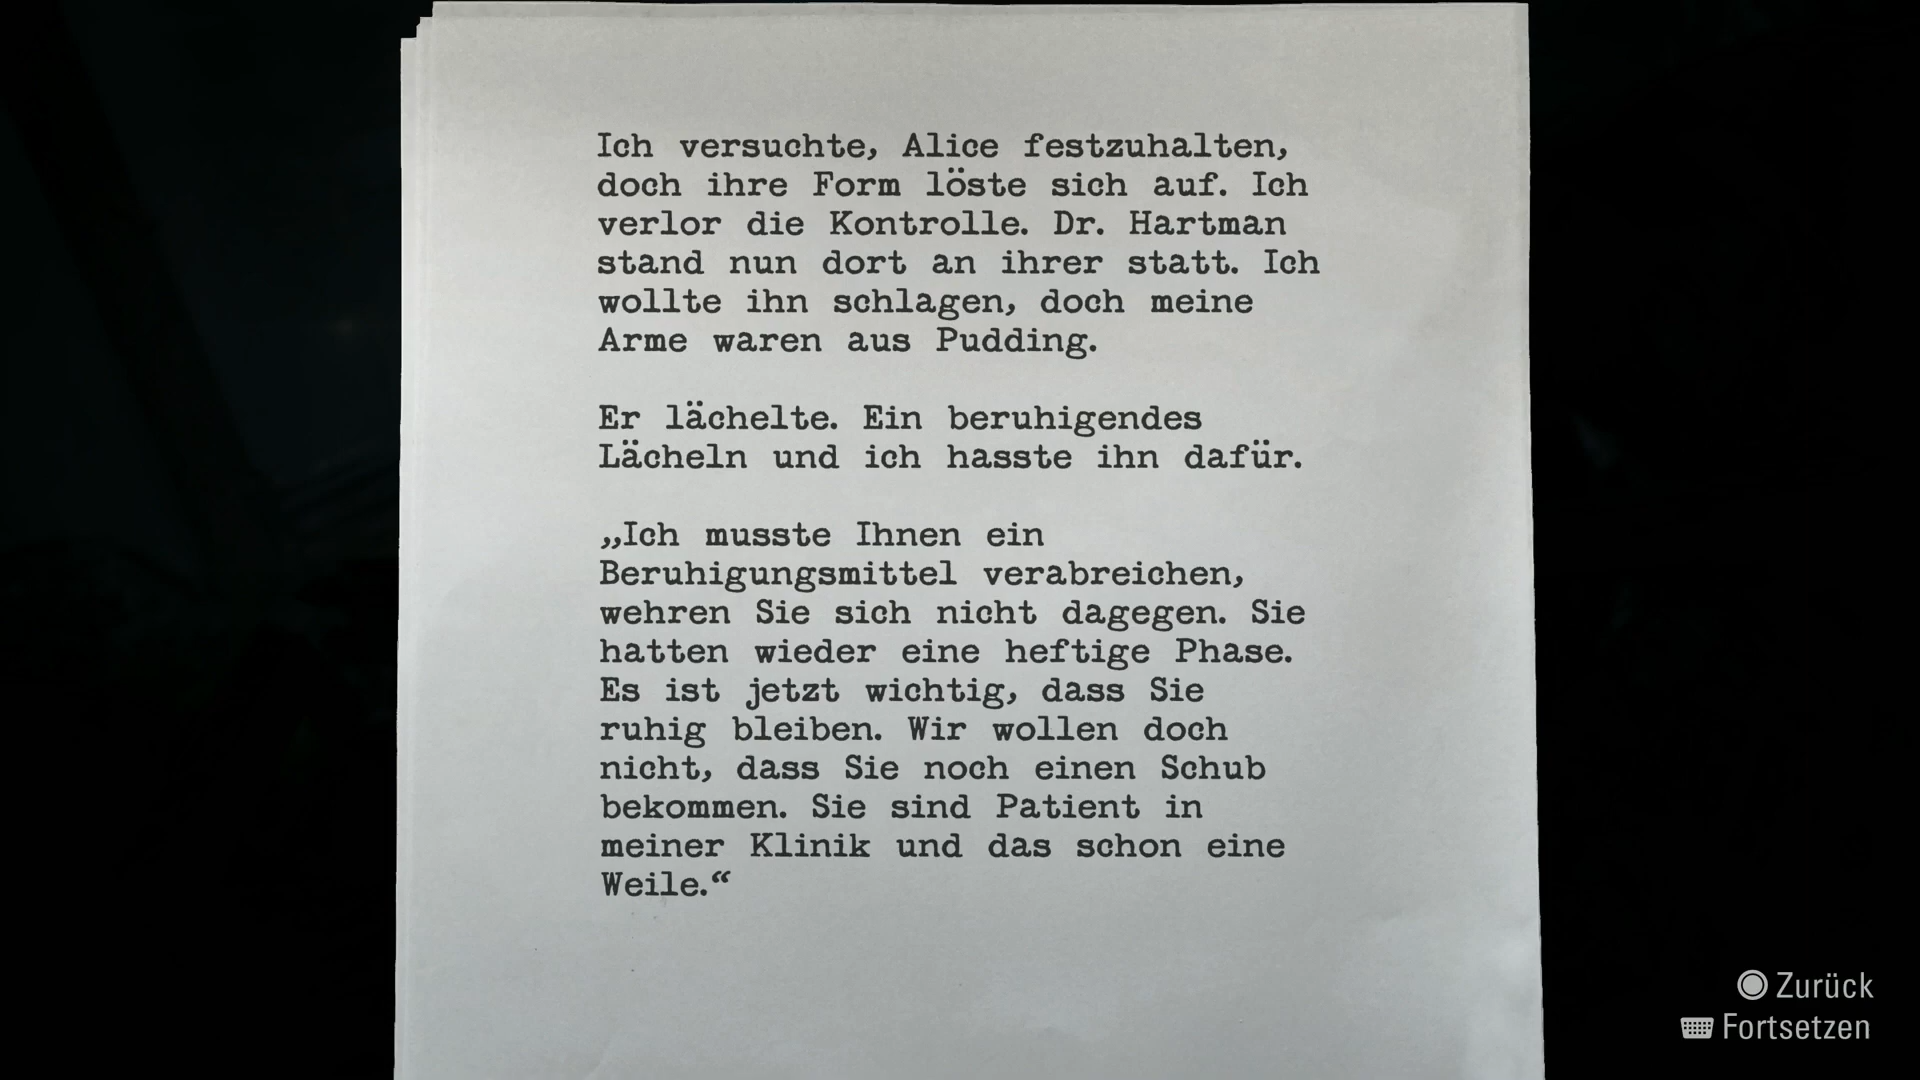 Ich versuchte, Alice festzuhalten,
doch ihre Form löste sich auf. Ich
verlor die Kontrolle. Dr. Hartman
stand nun dort an ihrer statt. Ich
wollte ihn schlagen, doch meine
Arme waren aus Pudding.
Er lächelte. Ein beruhigendes
Lächeln und ich hasste ihn dafür.
„Ich musste Ihnen ein
Beruhigungsmittel verabreichen,
wehren Sie sich nicht dagegen. Sie
hatten wieder eine heftige Phase.
Es ist jetzt wichtig, dass Sie
ruhig bleiben. Wir wollen doch
nicht, dass Sie noch einen Schub
bekommen. Sie sind Patient in
meiner Klinik und das schon eine
Weile.“
Zurück
Fortsetzen